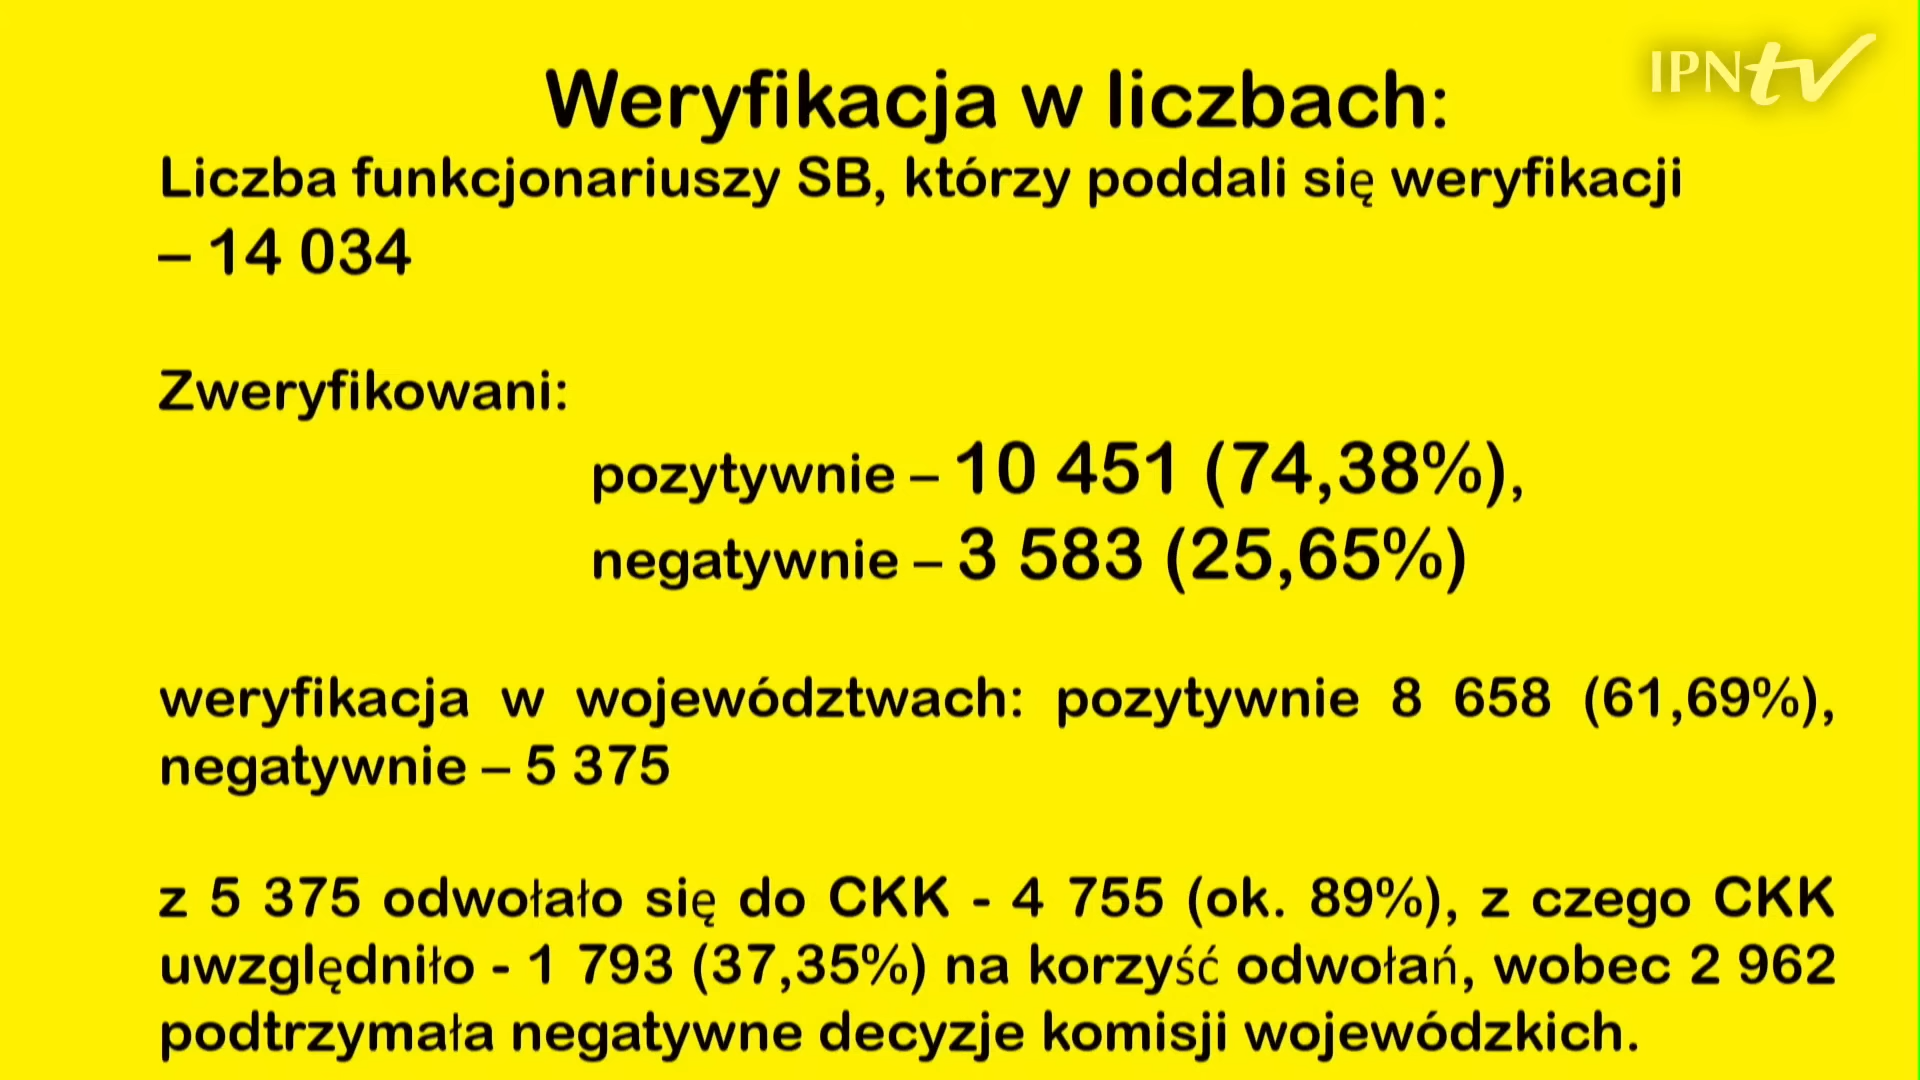 IPNtv
Weryfikacja w liczbach:
Liczba funkcjonariuszy SB, którzy poddali się weryfikacji
– 14 034
Zweryfikowani:
pozytywnie – 10 451 (74,38%),
negatywnie – 3 583 (25,65%)
weryfikacja w województwach: pozytywnie 8 658 (61,69%),
negatywnie – 5 375
z 5 375 odwołało się do CKK - 4 755 (ok. 89%), z czego CKK
uwzględniło - 1 793 (37,35%) na korzyść odwołań, wobec 2 962
podtrzymała negatywne decyzje komisji wojewódzkich.